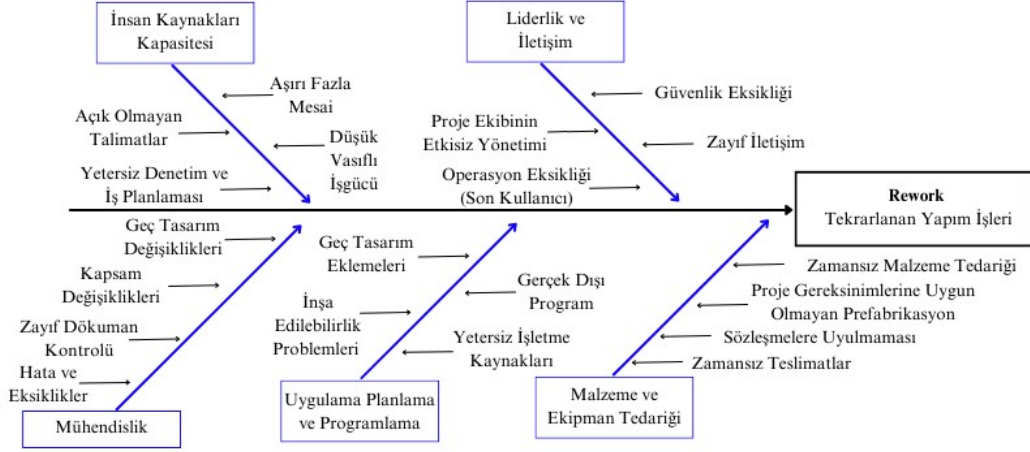 İnsan Kaynakları
Kapasitesi
Aşırı Fazla
Mesai
Açık Olmayan
Talimatlar
Düşük
Vasıflı
İşgücü
Yetersiz Denetim ve
İş Planlaması
Liderlik ve
İletişim
Güvenlik Eksikliği
Proje Ekibinin
Etkisiz Yönetimi
Zayıf İletişim
Operasyon Eksikliği
(Son Kullanıcı)
Rework
Tekrarlanan Yapım İşleri
Geç Tasarım
Değişiklikleri
Kapsam
Değişiklikleri
Zayıf Dökuman
Kontrolü
Hata ve
Eksiklikler
Mühendislik
Geç Tasarım
Eklemeleri
Gerçek Dışı
Program
İnşa
Edilebilirlik
Problemleri
Yetersiz İşletme
Kaynakları
Uygulama Planlama
ve Programlama
Zamansız Malzeme Tedariği
Proje Gereksinimlerine Uygun
Olmayan Prefabrikasyon
Sözleşmelere Uyulmaması
Zamansız Teslimatlar
Malzeme ve
Ekipman Tedariği